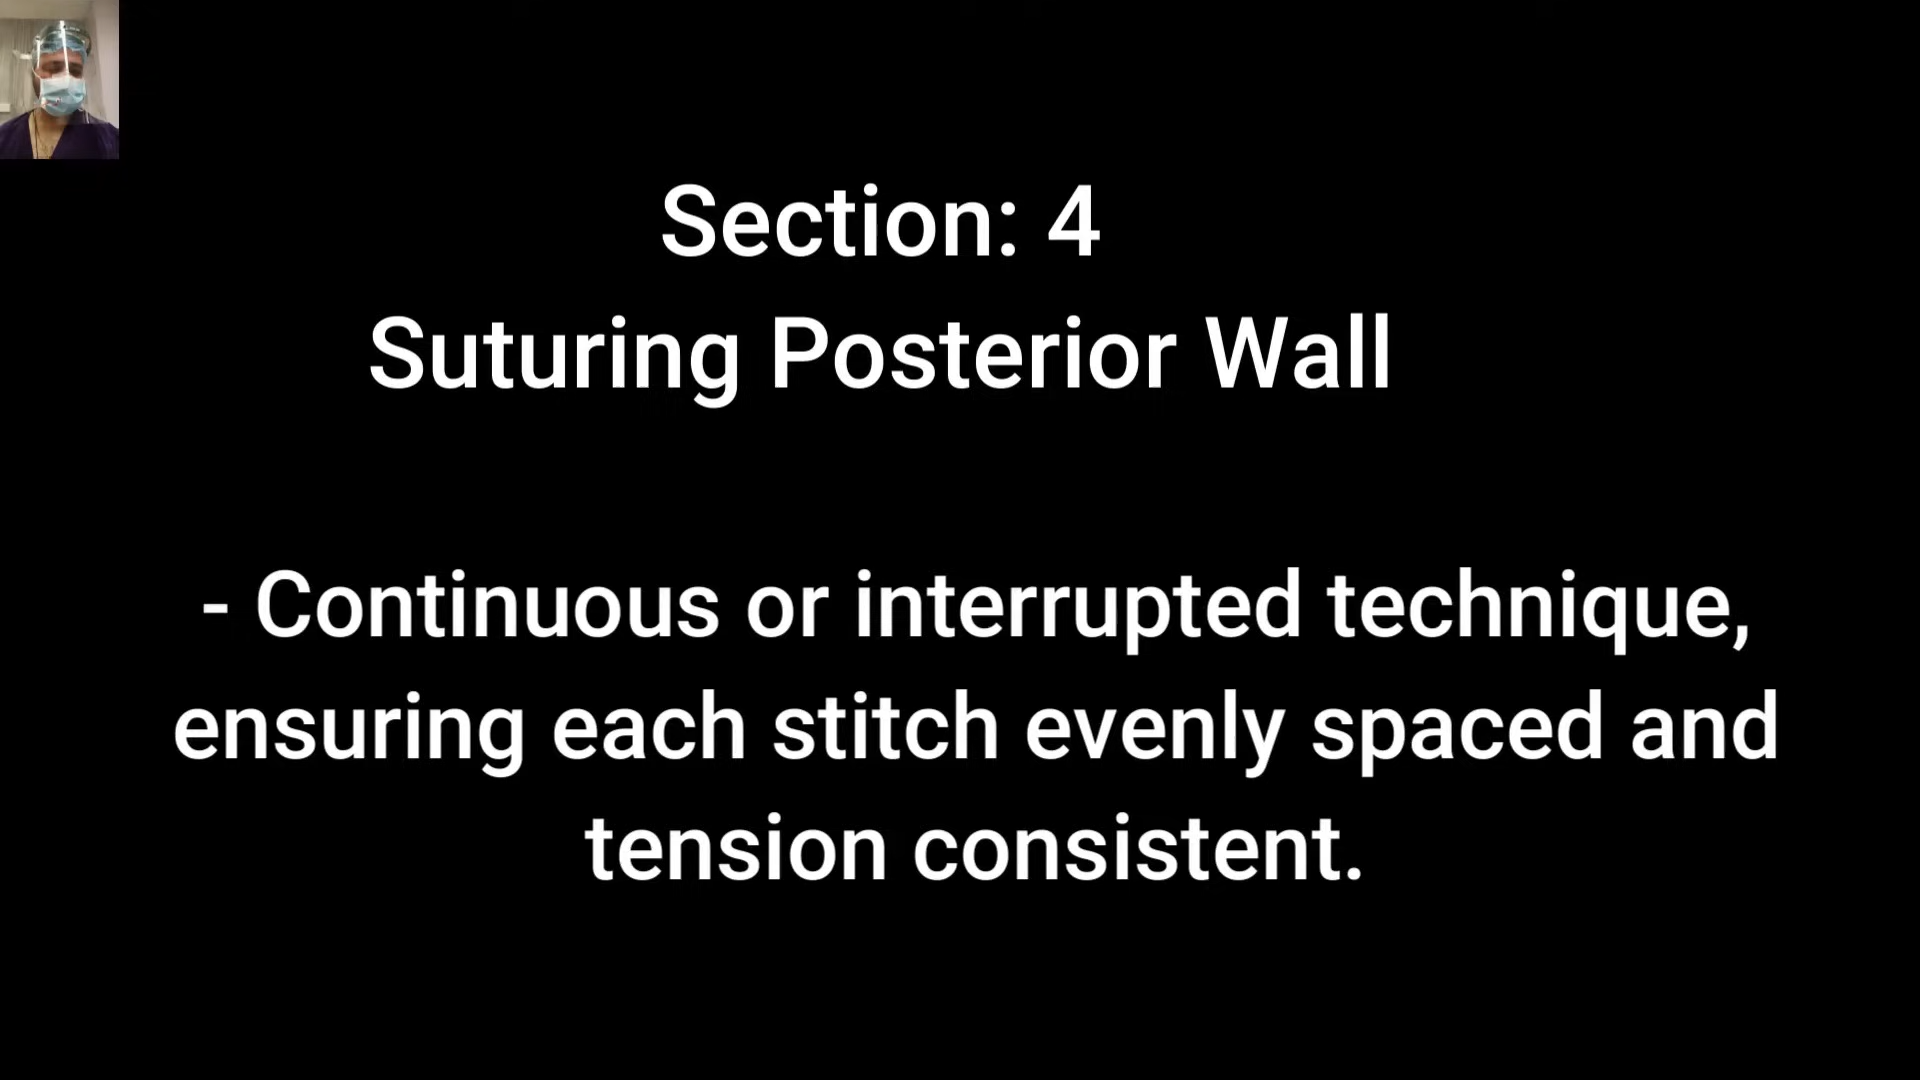 Section: 4
Suturing Posterior Wall
- Continuous or interrupted technique,
ensuring each stitch evenly spaced and
tension consistent.